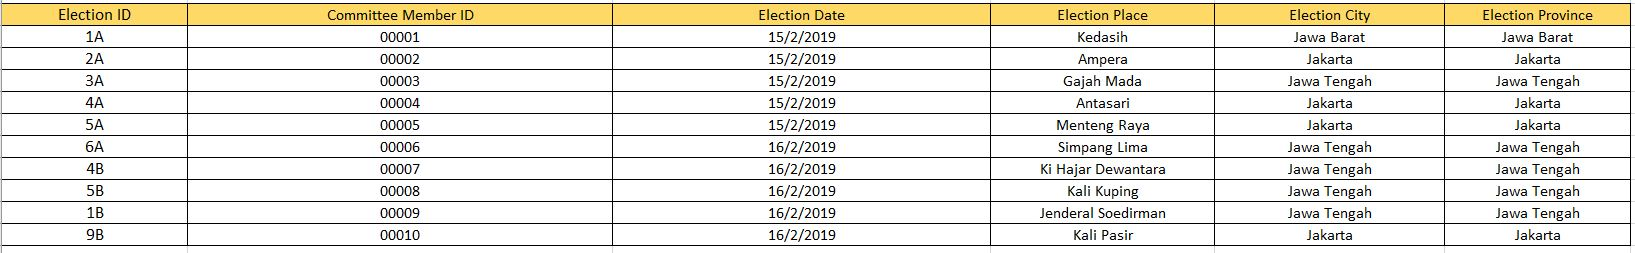 Election ID Committee Member ID Election Date Election Place Election City Election Province
1A 00001 15/2/2019 Kedasih Jawa Barat Jawa Barat
2A 00002 15/2/2019 Ampera Jakarta Jakarta
3A 00003 15/2/2019 Gajah Mada Jawa Tengah Jawa Tengah
4A 00004 15/2/2019 Antasari Jakarta Jakarta
5A 00005 15/2/2019 Menteng Raya Jakarta Jakarta
6A 00006 16/2/2019 Simpang Lima Jawa Tengah Jawa Tengah
4B 00007 16/2/2019 Ki Hajar Dewantara Jawa Tengah Jawa Tengah
5B 00008 16/2/2019 Kali Kuping Jawa Tengah Jawa Tengah
1B 00009 16/2/2019 Jenderal Soedirman Jawa Tengah Jawa Tengah
9B 00010 16/2/2019 Kali Pasir Jakarta Jakarta